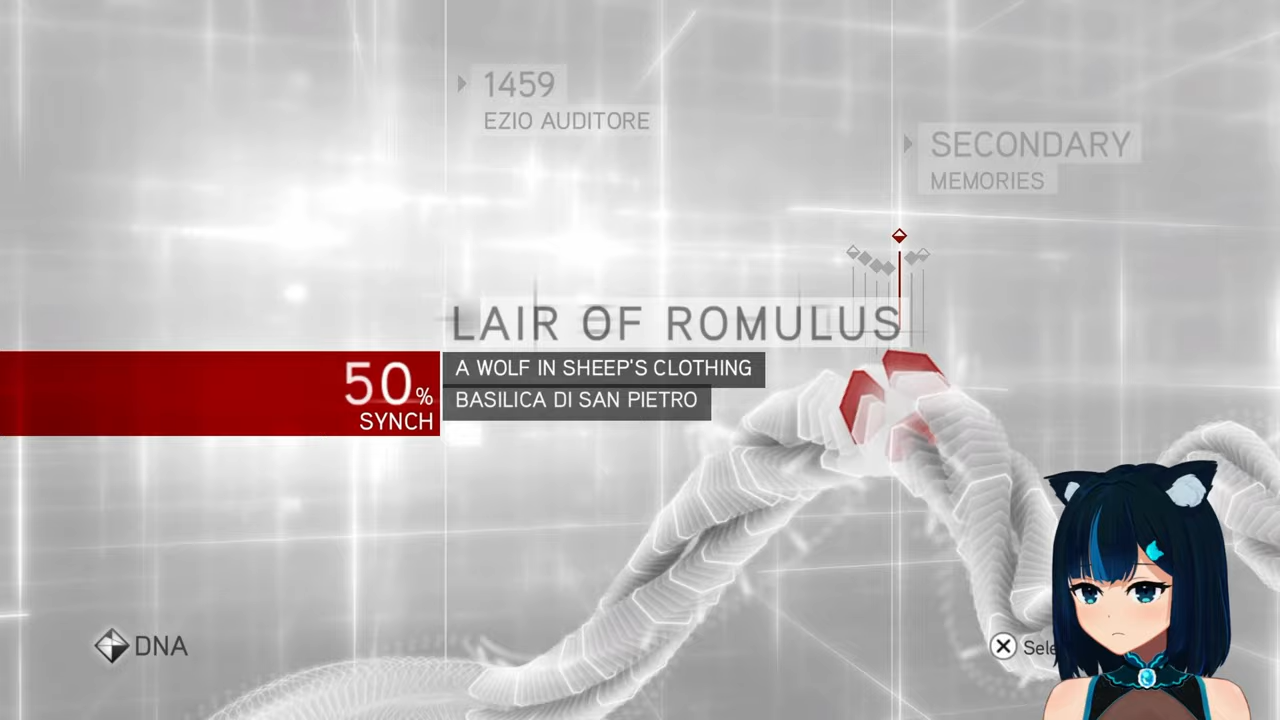 1459
EZIO AUDITORE
SECONDARY
MEMORIES
LAIR OF ROMULUS
50%
SYNCH
A WOLF IN SHEEP'S CLOTHING
BASILICA DI SAN PIETRO
DNA
Sele